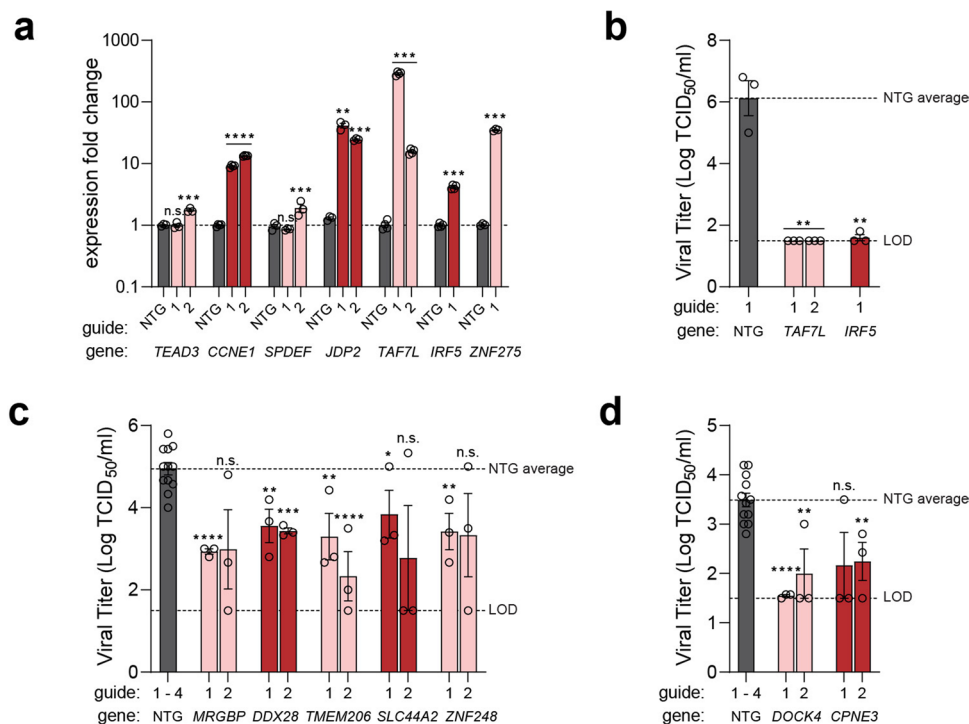 a
expression fold change
1000
100
10
1
0.1
n.s.
***
****
n.s.
***
**
***
***
***
***
NTG 1 2 NTG 1 2 NTG 1 2 NTG 1 2 NTG 1 2 NTG 1 NTG 1
guide:
gene: TEAD3 CCNE1 SPDEF JDP2 TAF7L IRF5 ZNF275
b
Viral Titer (Log TCID50/ml)
8
6
4
2
0
NTG average
** **
LOD
guide: 1 1 2 1
gene: NTG TAF7L IRF5
c
Viral Titer (Log TCID50/ml)
6
5
3
2
0
n.s. n.s. n.s.
NTG average
**** ** *** ** **** * **
LOD
guide: 1 - 4 1 2 1 2 1 2 1 2 1 2
gene: NTG MRGBP DDX28 TMEM206 SLC44A2 ZNF248
d
Viral Titer (Log TCID50/ml)
5
4
3
2
1
0
n.s.
NTG average
**** ** **
LOD
guide: 1 - 4 1 2 1 2
gene: NTG DOCK4 CPNE3